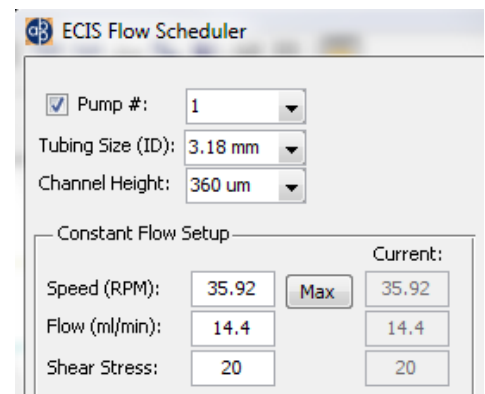 ECIS Flow Scheduler
Pump #: 1
Tubing Size (ID): 3.18 mm
Channel Height: 360 um
Constant Flow Setup
Current:
Speed (RPM): 35.92 Max 35.92
Flow (ml/min): 14.4 14.4
Shear Stress: 20 20